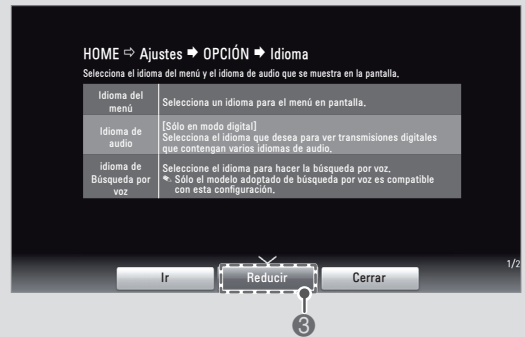 HOME ⇨ Ajustes ➡ OPCIÓN ➡ Idioma
Selecciona el idioma del menú y el idioma de audio que se muestra en la pantalla.
Idioma del
menú
Selecciona un idioma para el menú en pantalla.
Idioma de
audio
[Sólo en modo digital]
Selecciona el idioma que desea para ver transmisiones digitales
que contengan varios idiomas de audio.
idioma de
Búsqueda por
voz
Seleccione el idioma para hacer la búsqueda por voz.
Sólo el modelo adoptado de búsqueda por voz es compatible
con esta configuración.
1/2
Ir
Reducir
Cerrar
3